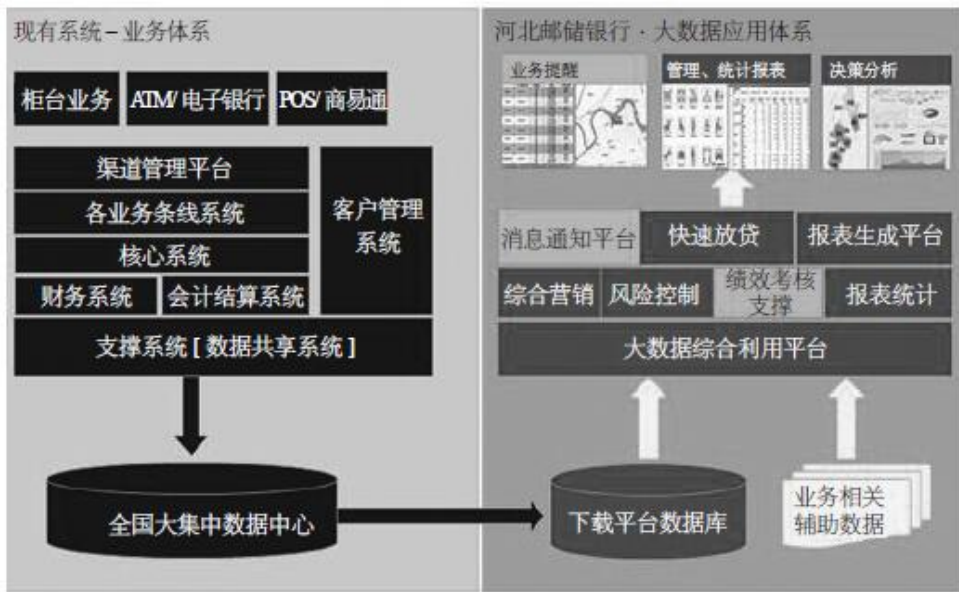 现有系统－业务体系
柜台业务
ATM/电子银行
POS/商易通
渠道管理平台
各业务条线系统
核心系统
财务系统
会计结算系统
客户管理
系统
支撑系统 [ 数据共享系统 ]
全国大集中数据中心
河北邮储银行·大数据应用体系
业务提醒
管理、统计报表
决策分析
消息通知平台
快速放贷
报表生成平台
综合营销
风险控制
绩效考核
支撑
报表统计
大数据综合利用平台
下载平台数据库
业务相关
辅助数据